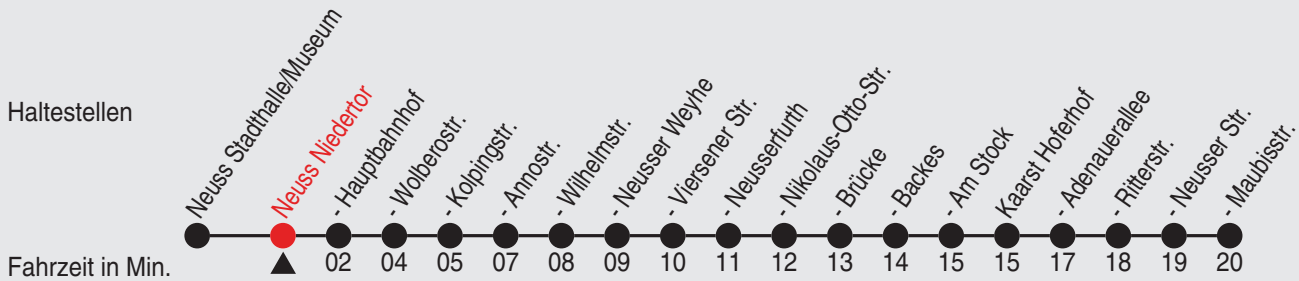 Haltestellen
Neuss Stadthalle/Museum
Neuss Niedertor
- Hauptbahnhof
- Wolberostr.
- Kolpingstr.
- Annostr.
- Wilhelmstr.
- Neusser Weyhe
- Viersener Str.
- Neusserfurth
- Nikolaus-Otto-Str.
- Brücke
- Backes
- Am Stock
Kaarst Hoferhof
- Adenauerallee
- Ritterstr.
- Neusser Str.
- Maubisstr.
Fahrzeit in Min. 02 04 05 07 08 09 10 11 12 13 14 15 15 17 18 19 20